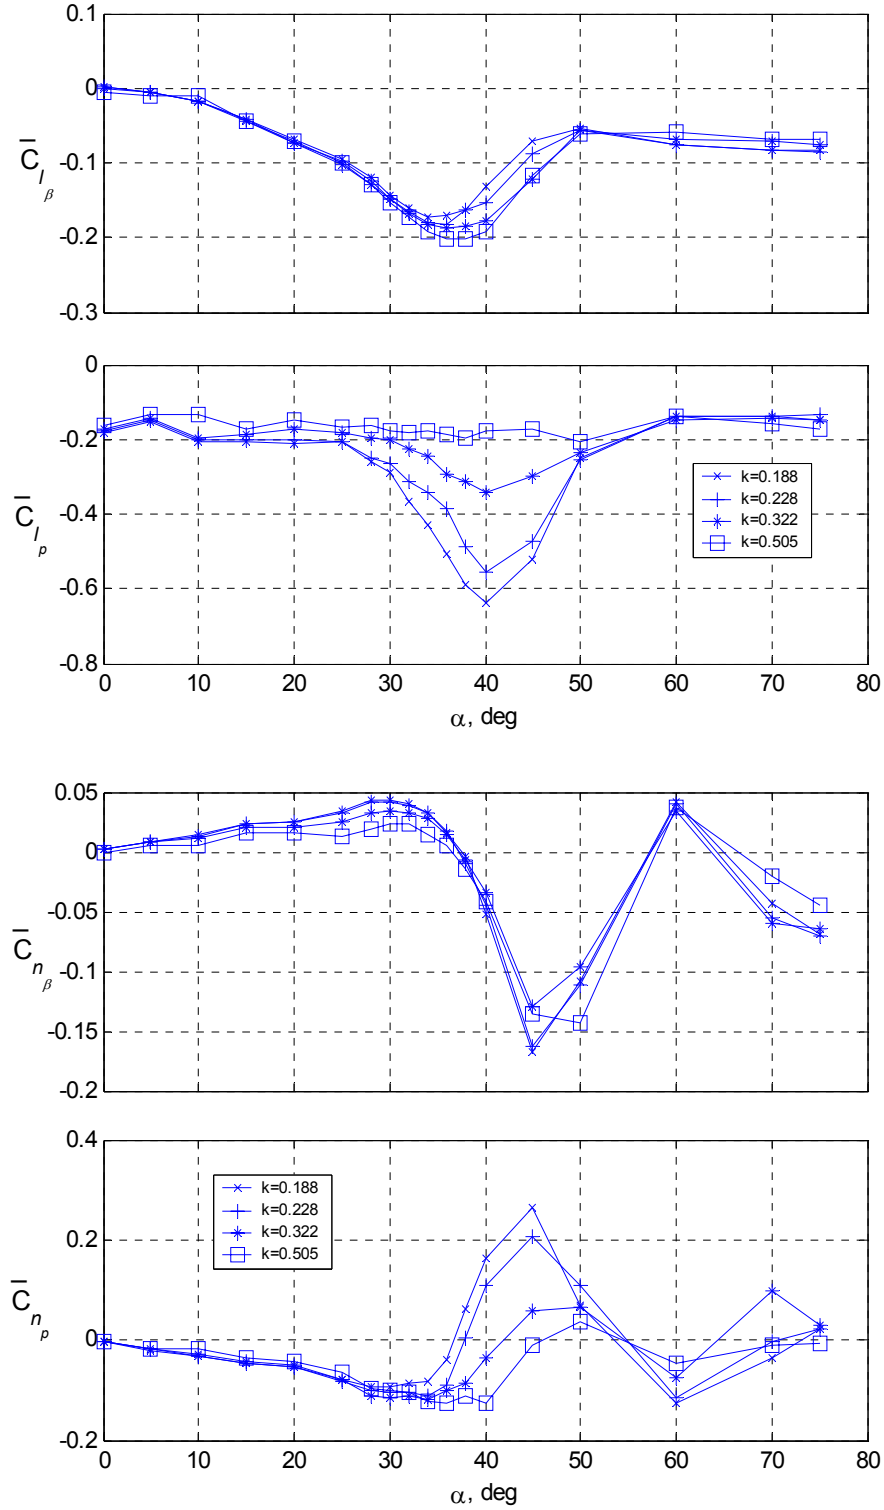 0.1
0
-0.1
-0.2
-0.3
C̄lβ
0
-0.2
-0.4
-0.6
-0.8
C̄lp
k=0.188
k=0.228
k=0.322
k=0.505
0 10 20 30 40 50 60 70 80
α, deg
0.05
0
-0.05
-0.1
-0.15
-0.2
C̄nβ
0.4
0.2
0
-0.2
C̄np
k=0.188
k=0.228
k=0.322
k=0.505
0 10 20 30 40 50 60 70 80
α, deg